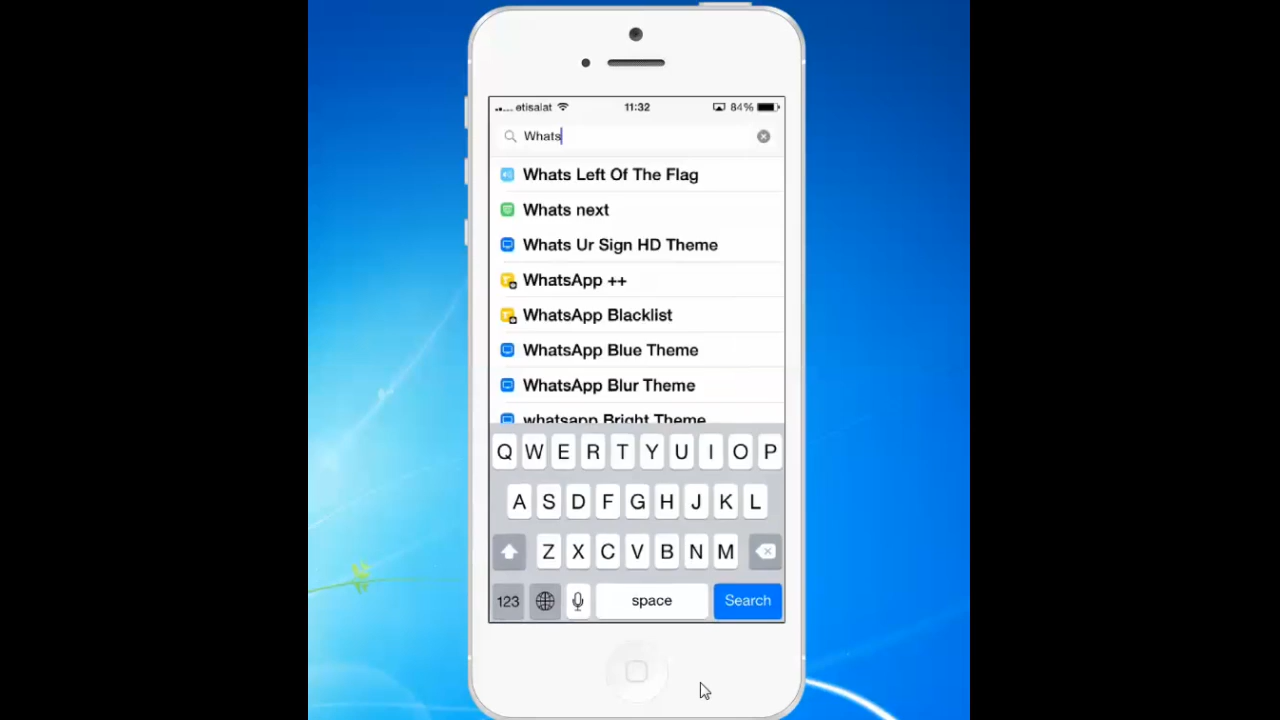 etisalat 11:32 84%
Whats
Whats Left Of The Flag
Whats next
Whats Ur Sign HD Theme
WhatsApp ++
WhatsApp Blacklist
WhatsApp Blue Theme
WhatsApp Blur Theme
whatsapp Bright Theme
Q W E R T Y U I O P
A S D F G H J K L
Z X C V B N M
123 space Search